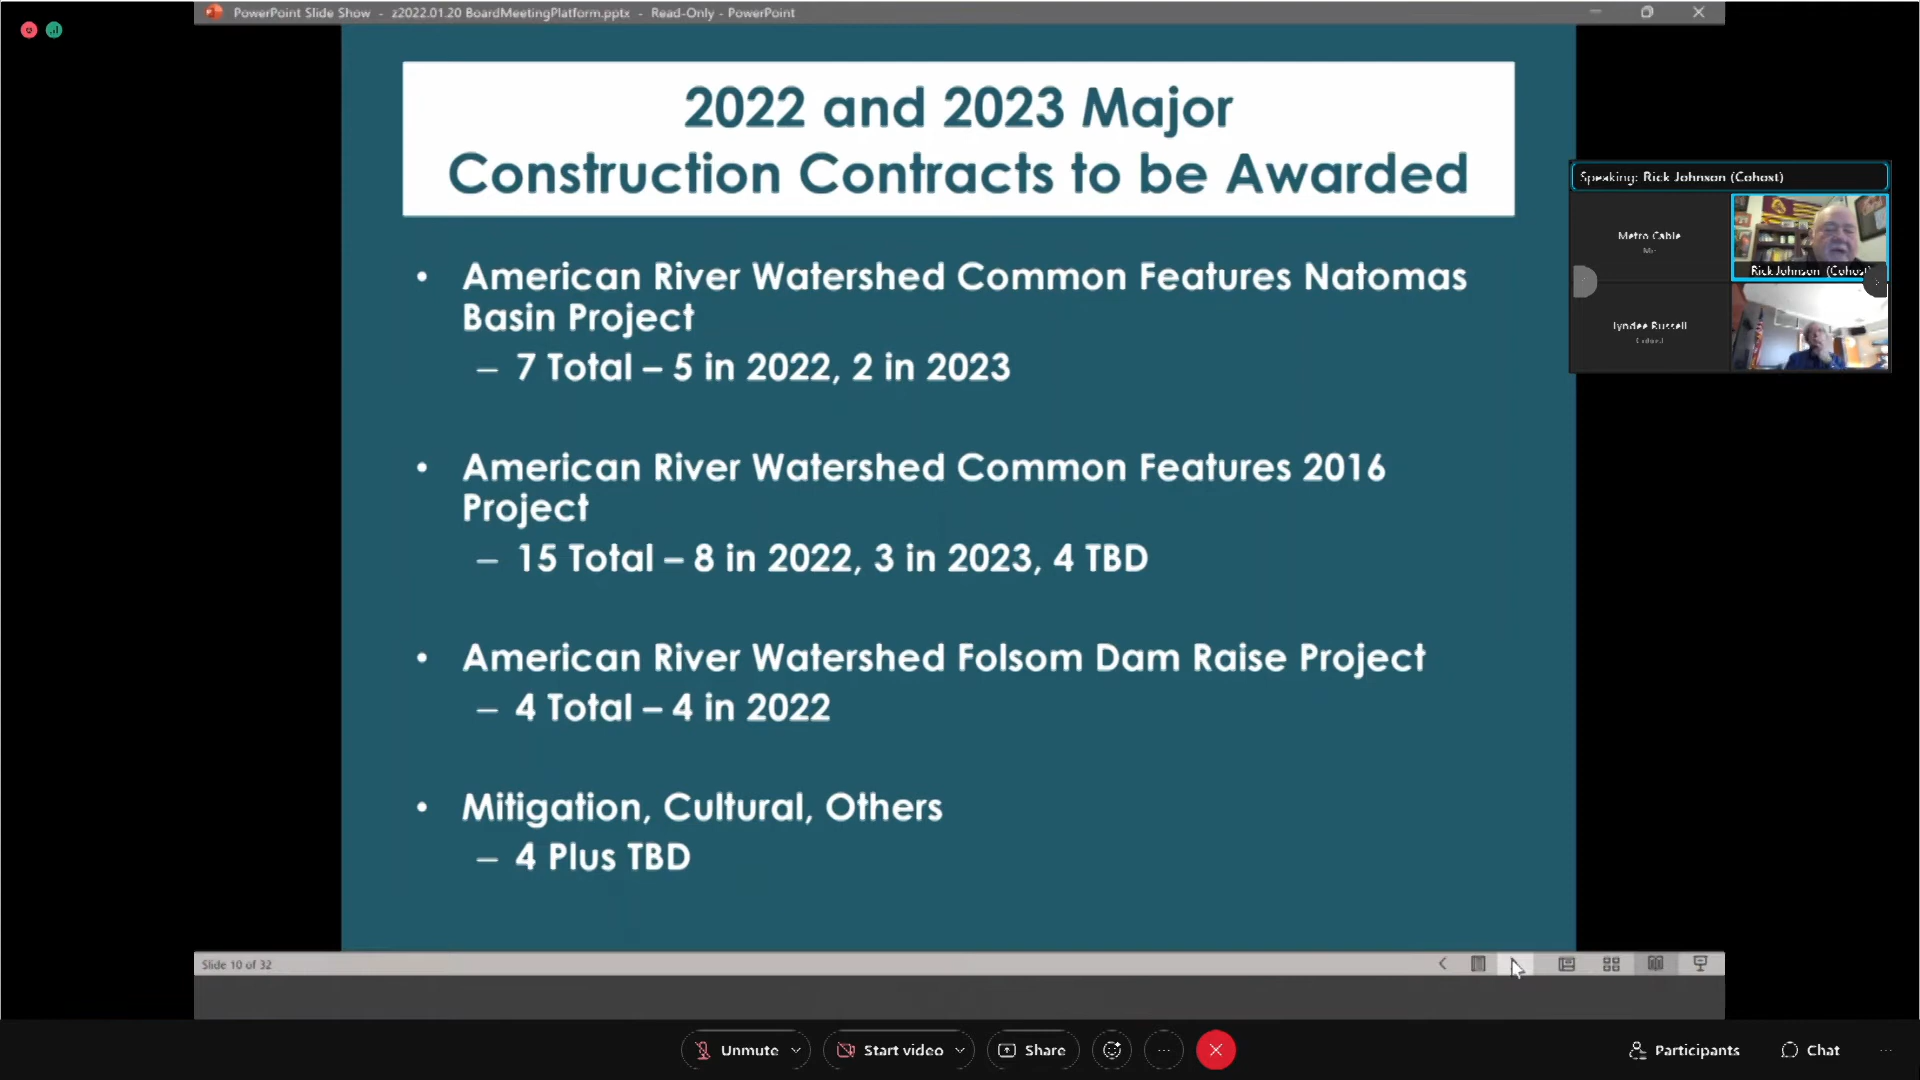 PowerPoint Slide Show - z2022.01.20 BoardMeetingPlatform.pptx - Read-Only - PowerPoint
2022 and 2023 Major
Construction Contracts to be Awarded
• American River Watershed Common Features Natomas
Basin Project
– 7 Total – 5 in 2022, 2 in 2023
• American River Watershed Common Features 2016
Project
– 15 Total – 8 in 2022, 3 in 2023, 4 TBD
• American River Watershed Folsom Dam Raise Project
– 4 Total – 4 in 2022
• Mitigation, Cultural, Others
– 4 Plus TBD
Speaking: Rick Johnson (Cohost)
Metro Cable
Rick Johnson (Cohost)
Lyndee Russell
Slide 10 of 32
Unmute
Start video
Share
Participants
Chat